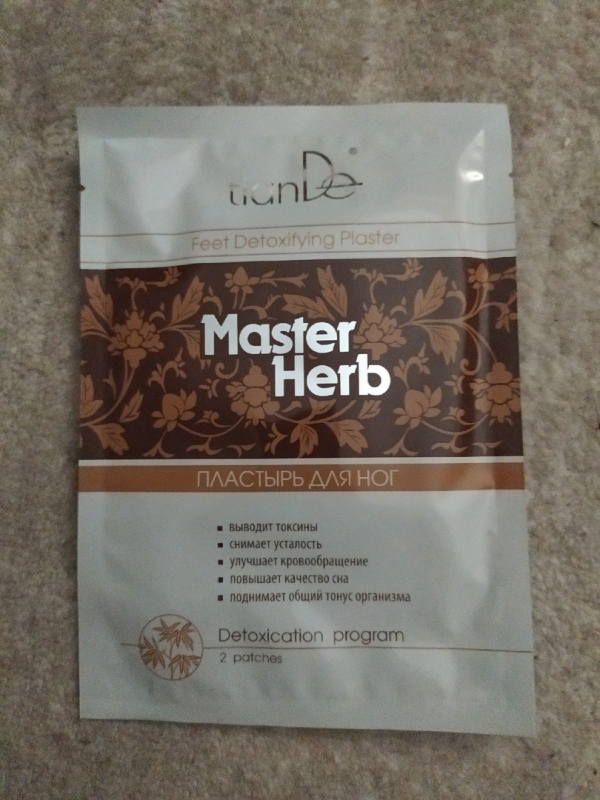 tianDe®
Feet Detoxifying Plaster
Master
Herb
ПЛАСТЫРЬ ДЛЯ НОГ
▪ выводит токсины
▪ снимает усталость
▪ улучшает кровообращение
▪ повышает качество сна
▪ поднимает общий тонус организма
Detoxication program
2 patches